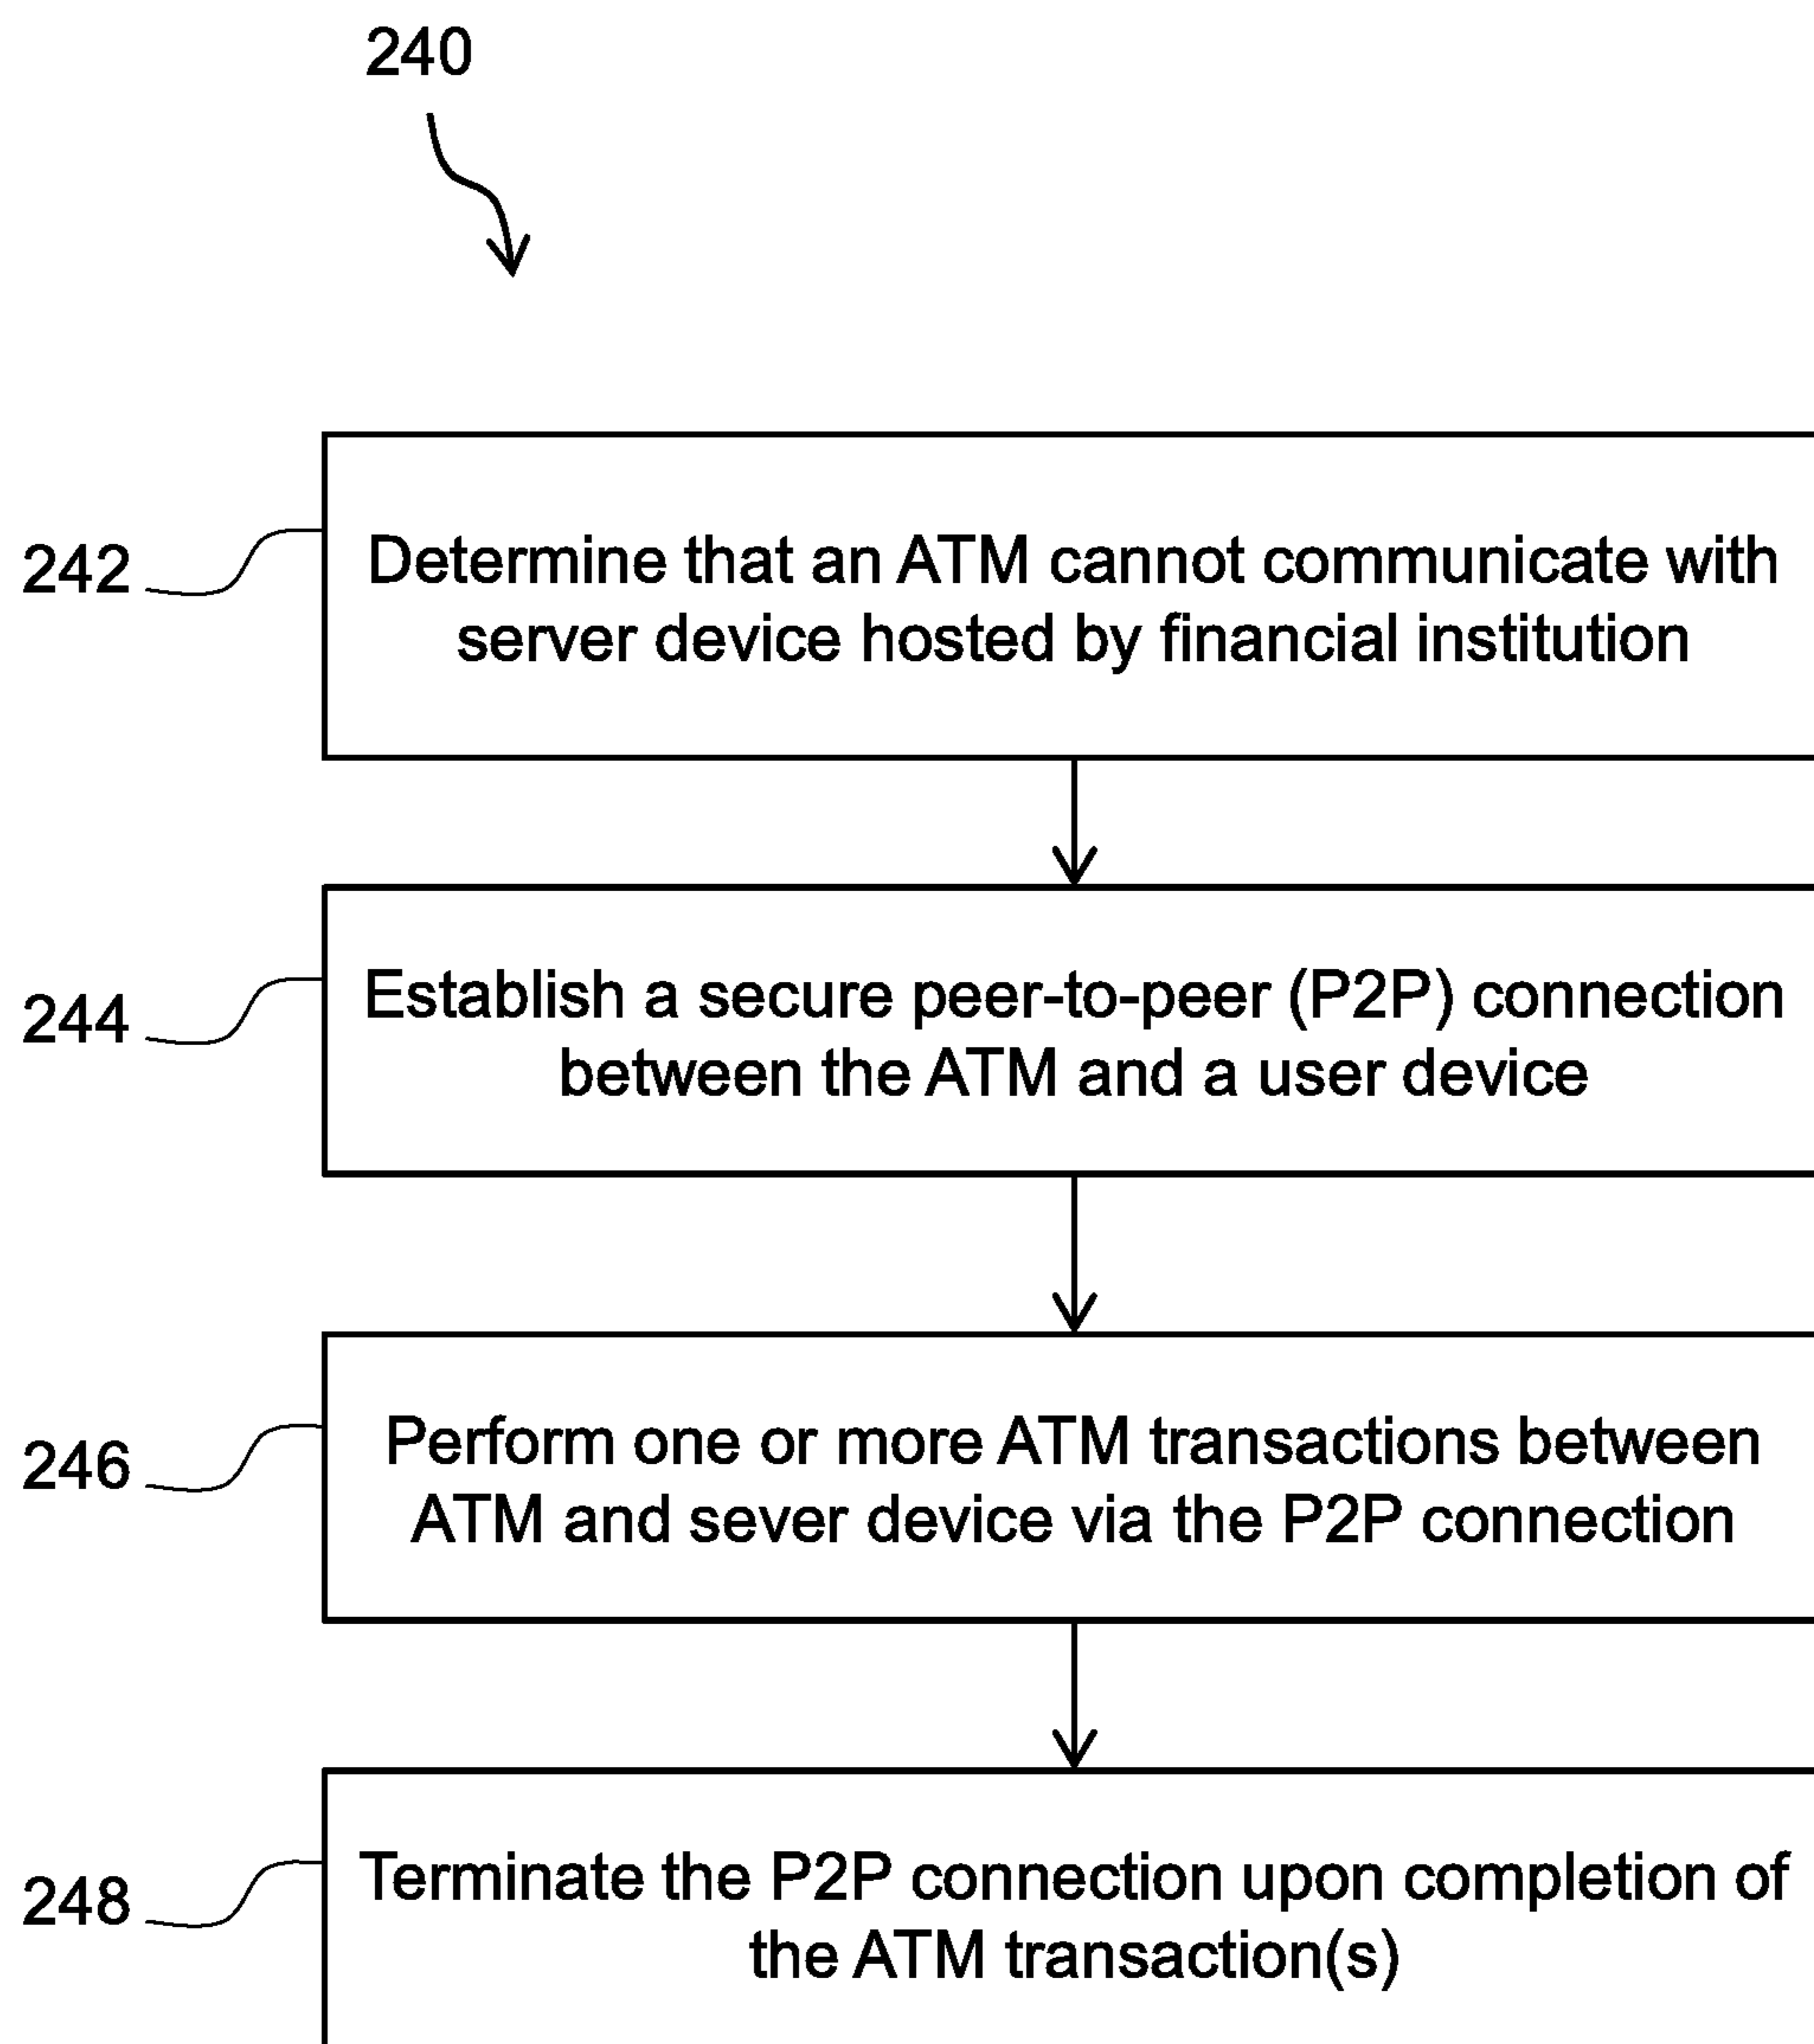 240
242
Determine that an ATM cannot communicate with
server device hosted by financial institution
244
Establish a secure peer-to-peer (P2P) connection
between the ATM and a user device
246
Perform one or more ATM transactions between
ATM and sever device via the P2P connection
248
Terminate the P2P connection upon completion of
the ATM transaction(s)